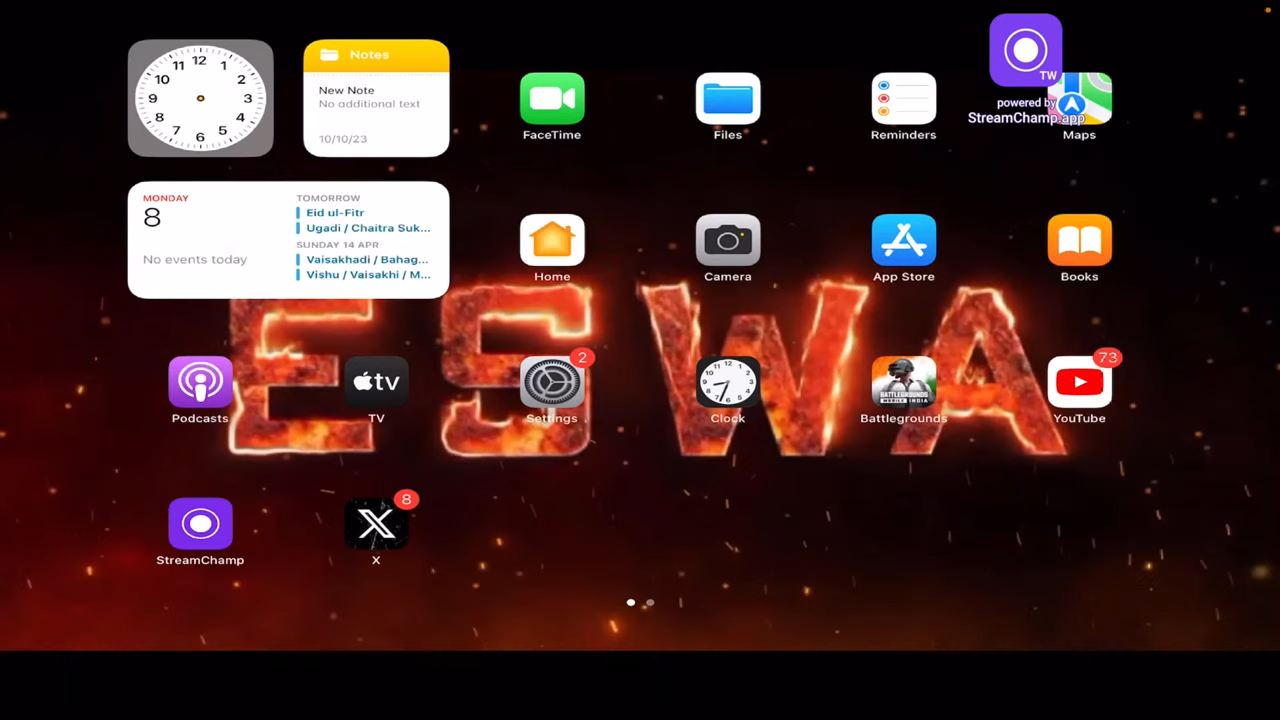 12
11
1
10
2
9
3
8
4
7
5
6
Notes
New Note
No additional text
10/10/23
FaceTime
Files
Reminders
TW
powered by
StreamChamp.app
Maps
MONDAY
8
No events today
TOMORROW
Eid ul-Fitr
Ugadi / Chaitra Suk...
SUNDAY 14 APR
Vaisakhadi / Bahag...
Vishu / Vaisakhi / M...
Home
Camera
App Store
Books
ESWA
Podcasts
tv
TV
2
Settings
Clock
BATTLEGROUNDS
MOBILE INDIA
Battlegrounds
73
YouTube
StreamChamp
8
X